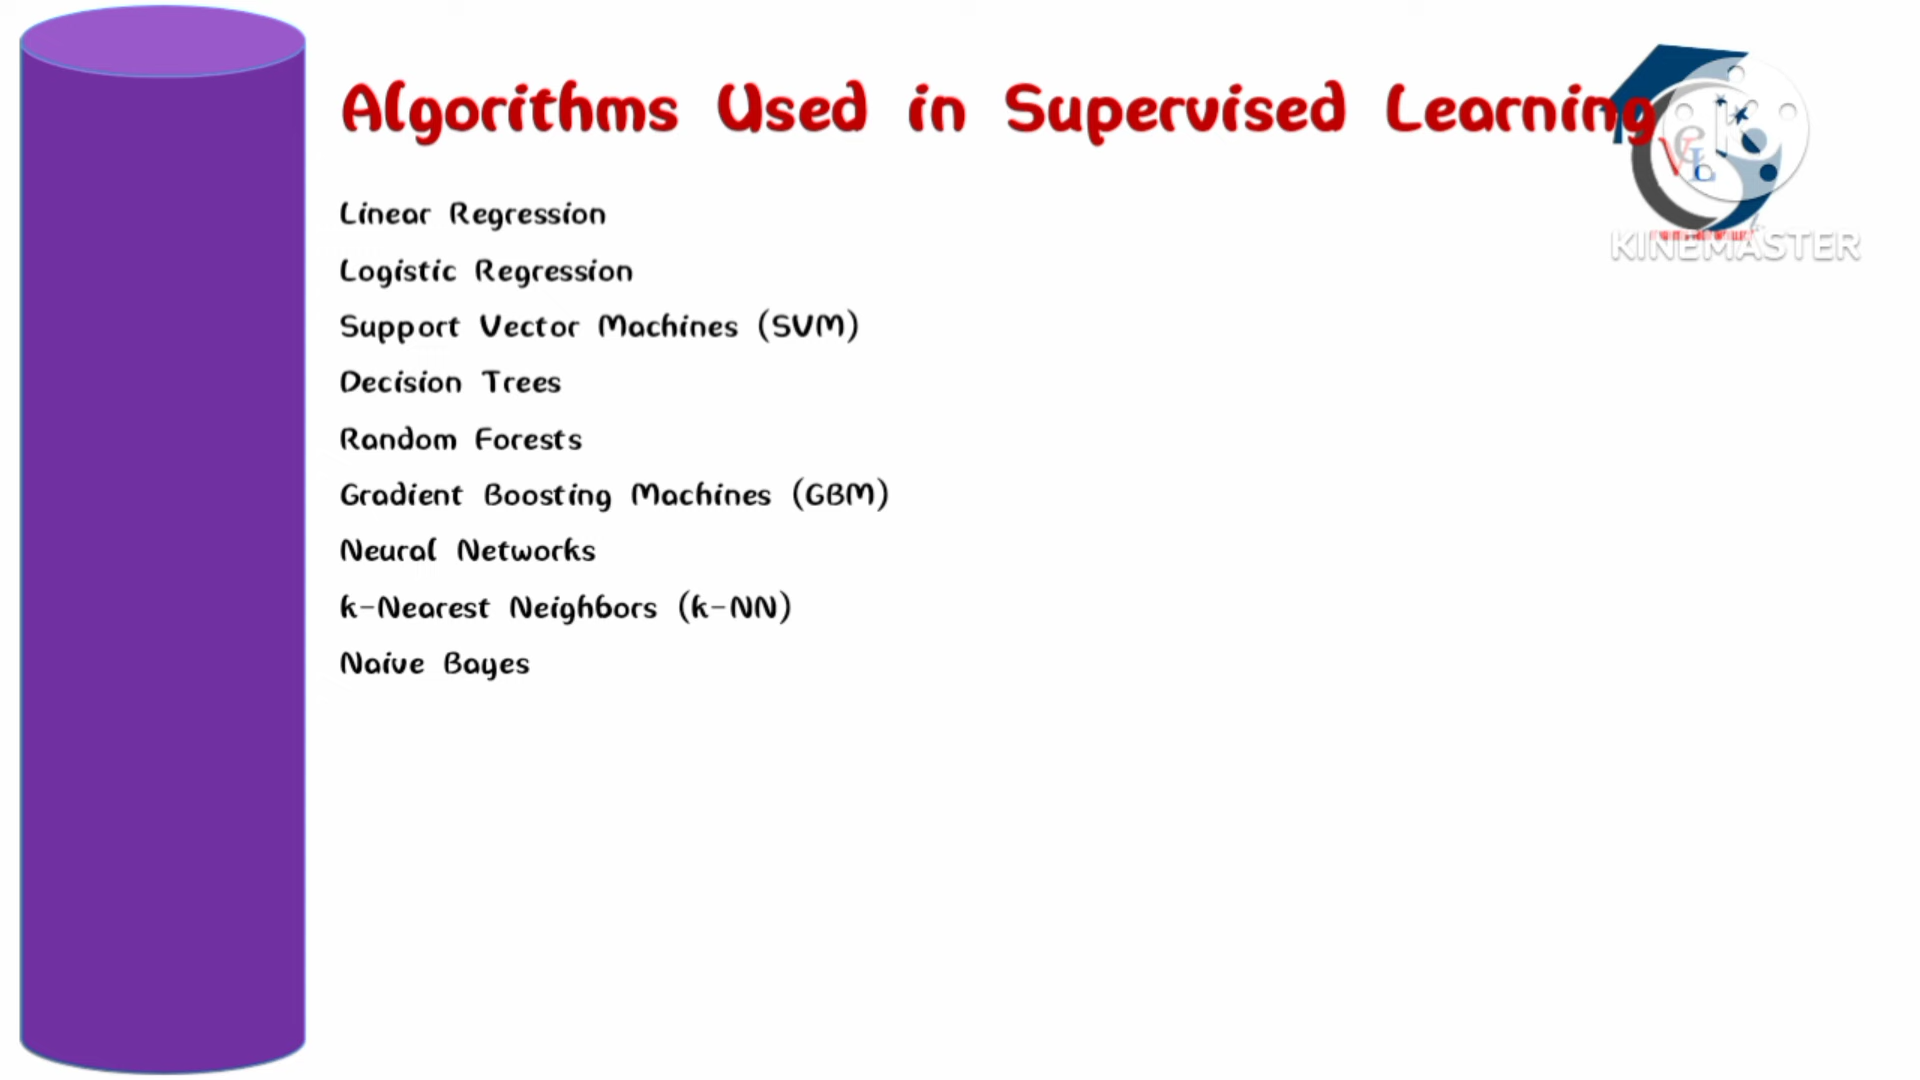 Algorithms Used in Supervised Learning
Linear Regression
Logistic Regression
Support Vector Machines (SVM)
Decision Trees
Random Forests
Gradient Boosting Machines (GBM)
Neural Networks
k-Nearest Neighbors (k-NN)
Naive Bayes
KINEMASTER